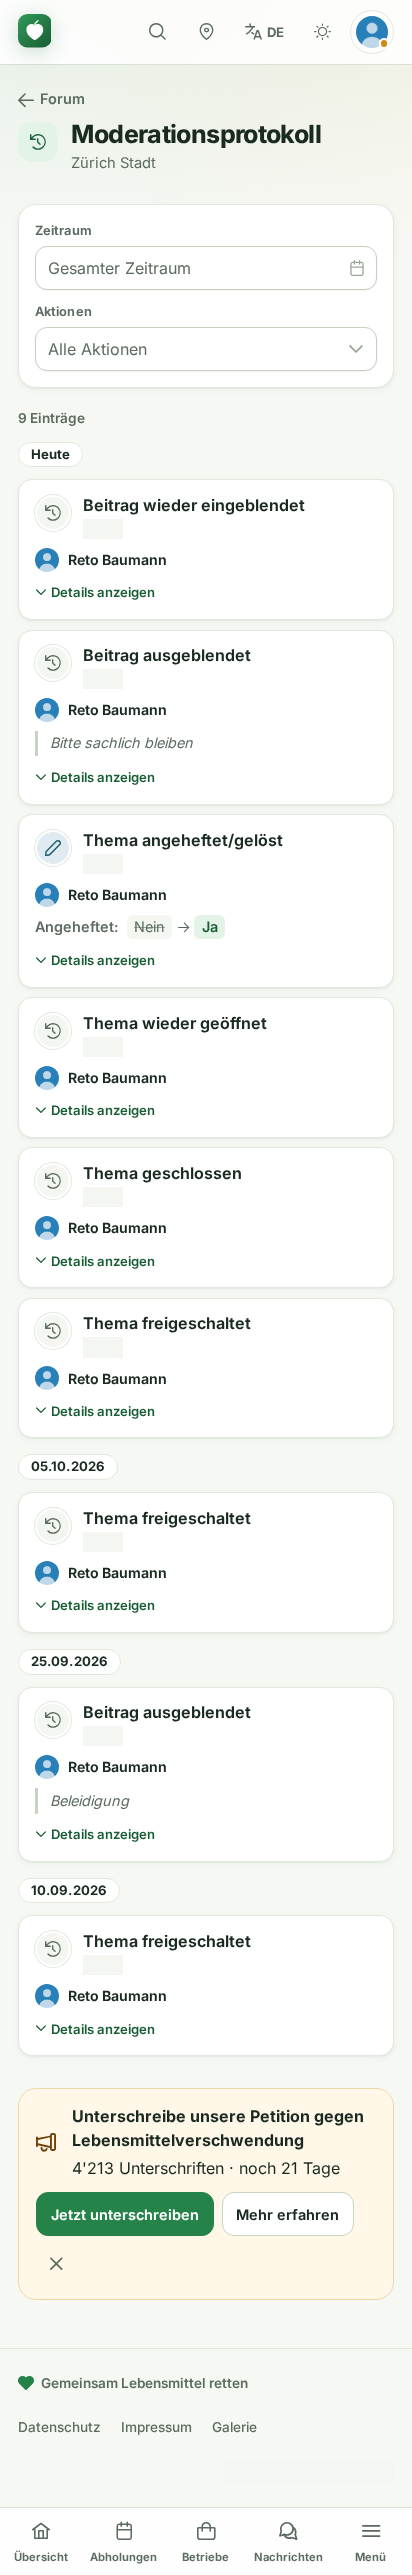 DE
Forum
Moderationsprotokoll
Zürich Stadt
Zeitraum
Gesamter Zeitraum
Aktionen
Alle Aktionen
9 Einträge
Heute
Beitrag wieder eingeblendet
Reto Baumann
Details anzeigen
Beitrag ausgeblendet
Reto Baumann
Bitte sachlich bleiben
Details anzeigen
Thema angeheftet/gelöst
Reto Baumann
Angeheftet: Nein → Ja
Details anzeigen
Thema wieder geöffnet
Reto Baumann
Details anzeigen
Thema geschlossen
Reto Baumann
Details anzeigen
Thema freigeschaltet
Reto Baumann
Details anzeigen
05.10.2026
Thema freigeschaltet
Reto Baumann
Details anzeigen
25.09.2026
Beitrag ausgeblendet
Reto Baumann
Beleidigung
Details anzeigen
10.09.2026
Thema freigeschaltet
Reto Baumann
Details anzeigen
Unterschreibe unsere Petition gegen
Lebensmittelverschwendung
4'213 Unterschriften · noch 21 Tage
Jetzt unterschreiben Mehr erfahren
Gemeinsam Lebensmittel retten
Datenschutz Impressum Galerie
Übersicht Abholungen Betriebe Nachrichten Menü